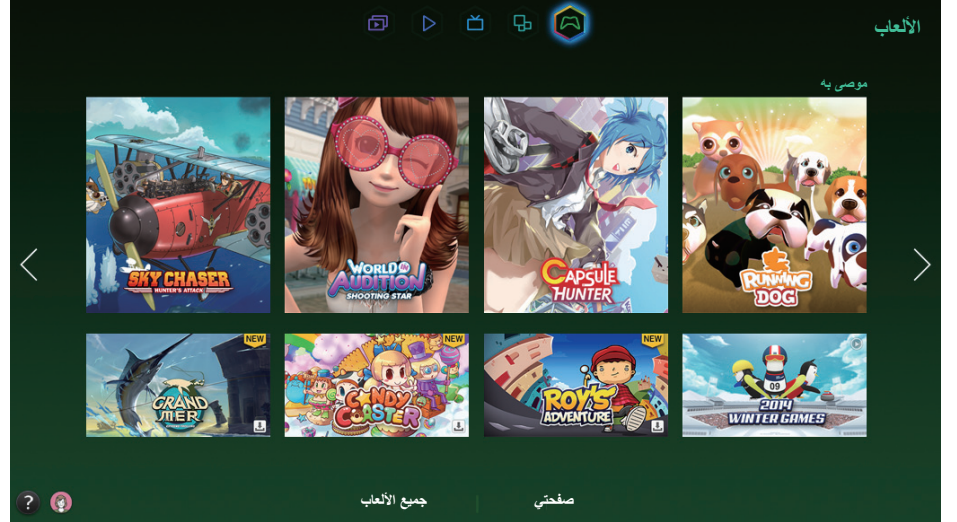 الألعاب
موصى به
SKY CHASER
HUNTER'S ATTACK
WORLD OF
AUDITION
SHOOTING STAR
CAPSULE
HUNTER
RUNNING
DOG
NEW
GRAND
MER
NEW
CANDY
COASTER
NEW
ROY'S
ADVENTURE
09
2014
WINTER GAMES
صفحتي
جميع الألعاب
?